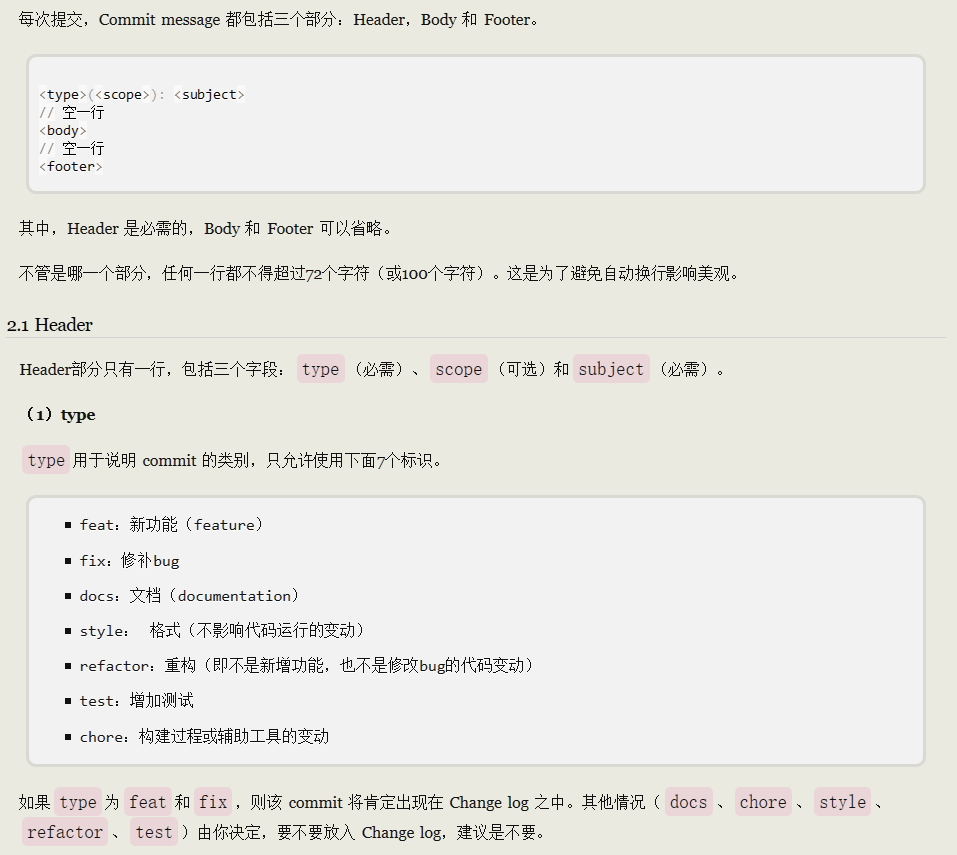 每次提交，Commit message 都包括三个部分：Header，Body 和 Footer。
<type>(<scope>): <subject>
// 空一行
<body>
// 空一行
<footer>
其中，Header 是必需的，Body 和 Footer 可以省略。
不管是哪一个部分，任何一行都不得超过72个字符（或100个字符）。这是为了避免自动换行影响美观。
2.1 Header
Header部分只有一行，包括三个字段： type （必需）、 scope （可选）和 subject （必需）。
（1）type
type 用于说明 commit 的类别，只允许使用下面7个标识。
▪ feat：新功能（feature）
▪ fix：修补bug
▪ docs：文档（documentation）
▪ style： 格式（不影响代码运行的变动）
▪ refactor：重构（即不是新增功能，也不是修改bug的代码变动）
▪ test：增加测试
▪ chore：构建过程或辅助工具的变动
如果 type 为 feat 和 fix ，则该 commit 将肯定出现在 Change log 之中。其他情况（ docs 、 chore 、 style 、
refactor 、 test ）由你决定，要不要放入 Change log，建议是不要。